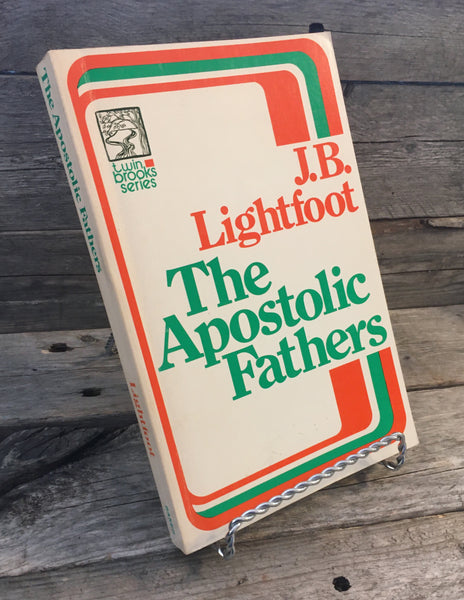 twin
brooks
series
J.B.
Lightfoot
The
Apostolic
Fathers
The Apostolic Fathers
Lightfoot